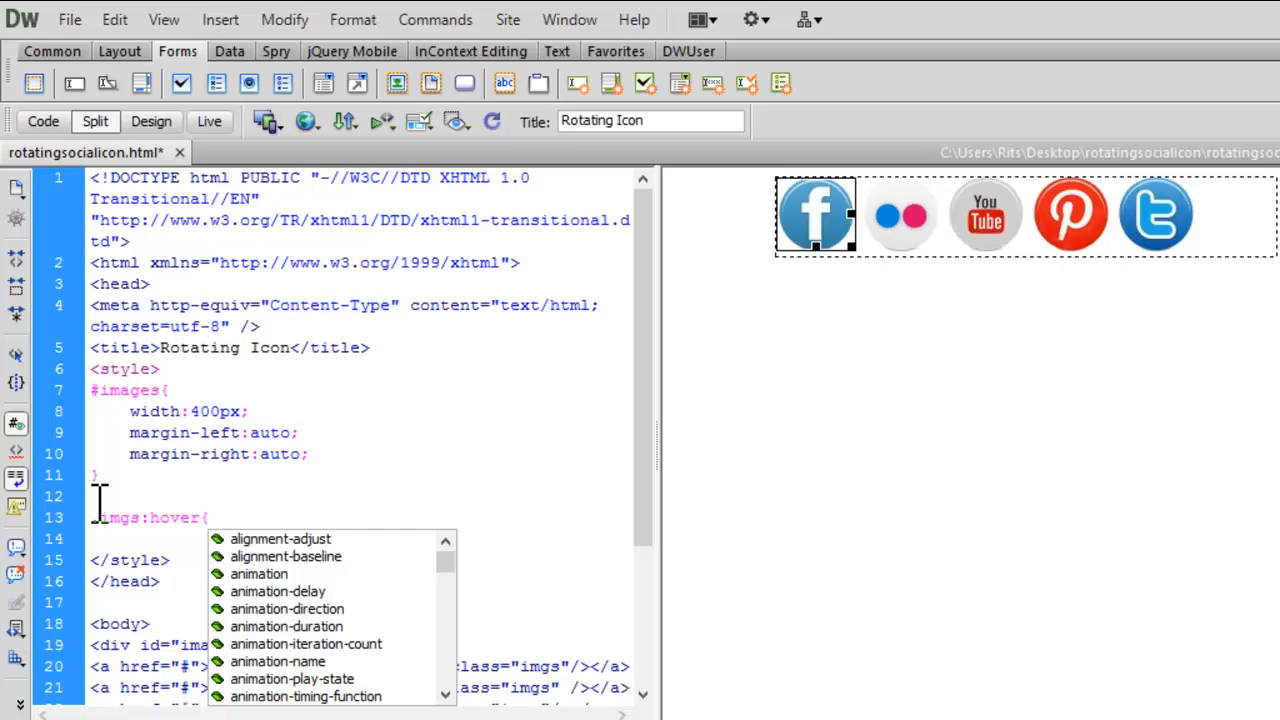 Dw File Edit View Insert Modify Format Commands Site Window Help
Common Layout Forms Data Spry jQuery Mobile InContext Editing Text Favorites DWUser
abc
Code Split Design Live Title: Rotating Icon
rotatingsocialicon.html* C:\Users\Rits\Desktop\rotatingsocialicon\rotatingsoc
1 <!DOCTYPE html PUBLIC "-//W3C//DTD XHTML 1.0
Transitional//EN"
"http://www.w3.org/TR/xhtml1/DTD/xhtml1-transitional.d
td">
2 <html xmlns="http://www.w3.org/1999/xhtml">
3 <head>
4 <meta http-equiv="Content-Type" content="text/html;
charset=utf-8" />
5 <title>Rotating Icon</title>
6 <style>
7 #images{
8 width:400px;
9 margin-left:auto;
10 margin-right:auto;
11 }
12
13 .imgs:hover{
14
15 </style>
16 </head>
17
18 <body>
19 <div id="ima
20 <a href="#"> class="imgs"/></a>
21 <a href="#"> class="imgs" /></a>
alignment-adjust
alignment-baseline
animation
animation-delay
animation-direction
animation-duration
animation-iteration-count
animation-name
animation-play-state
animation-timing-function
f
You
Tube